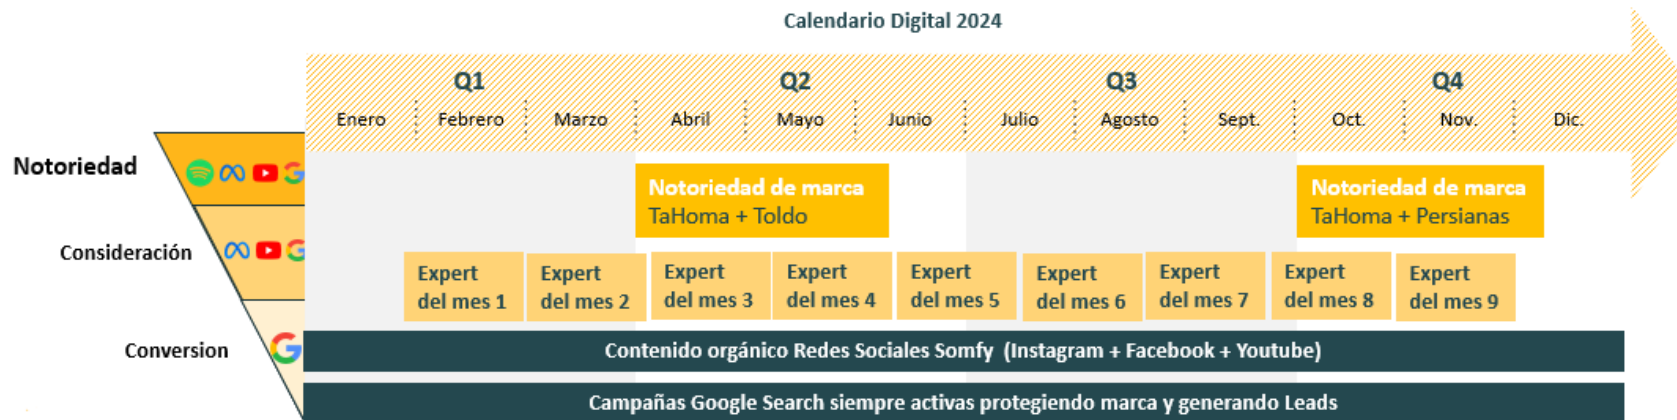 Calendario Digital 2024
Q1 Q2 Q3 Q4
Enero Febrero Marzo Abril Mayo Junio Julio Agosto Sept. Oct. Nov. Dic.
Notoriedad
Notoriedad de marca
TaHoma + Toldo
Notoriedad de marca
TaHoma + Persianas
Consideración
Expert
del mes 1
Expert
del mes 2
Expert
del mes 3
Expert
del mes 4
Expert
del mes 5
Expert
del mes 6
Expert
del mes 7
Expert
del mes 8
Expert
del mes 9
Conversion
Contenido orgánico Redes Sociales Somfy (Instagram + Facebook + Youtube)
Campañas Google Search siempre activas protegiendo marca y generando Leads